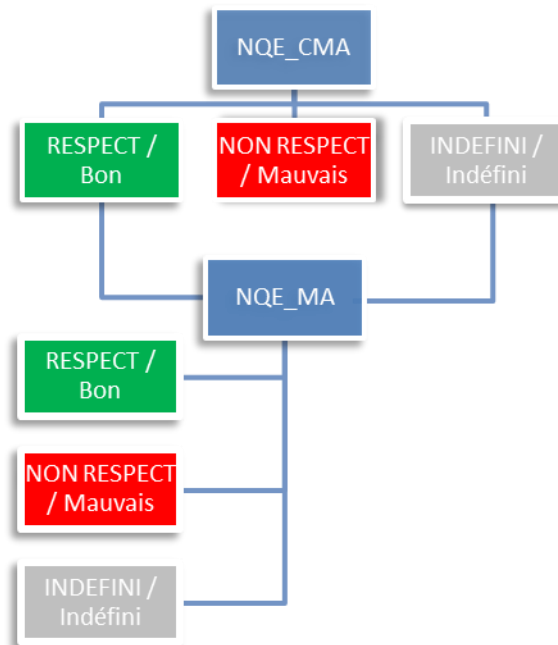 NQE_CMA
RESPECT /
Bon
NON RESPECT
/ Mauvais
INDEFINI /
Indéfini
NQE_MA
RESPECT /
Bon
NON RESPECT
/ Mauvais
INDEFINI /
Indéfini